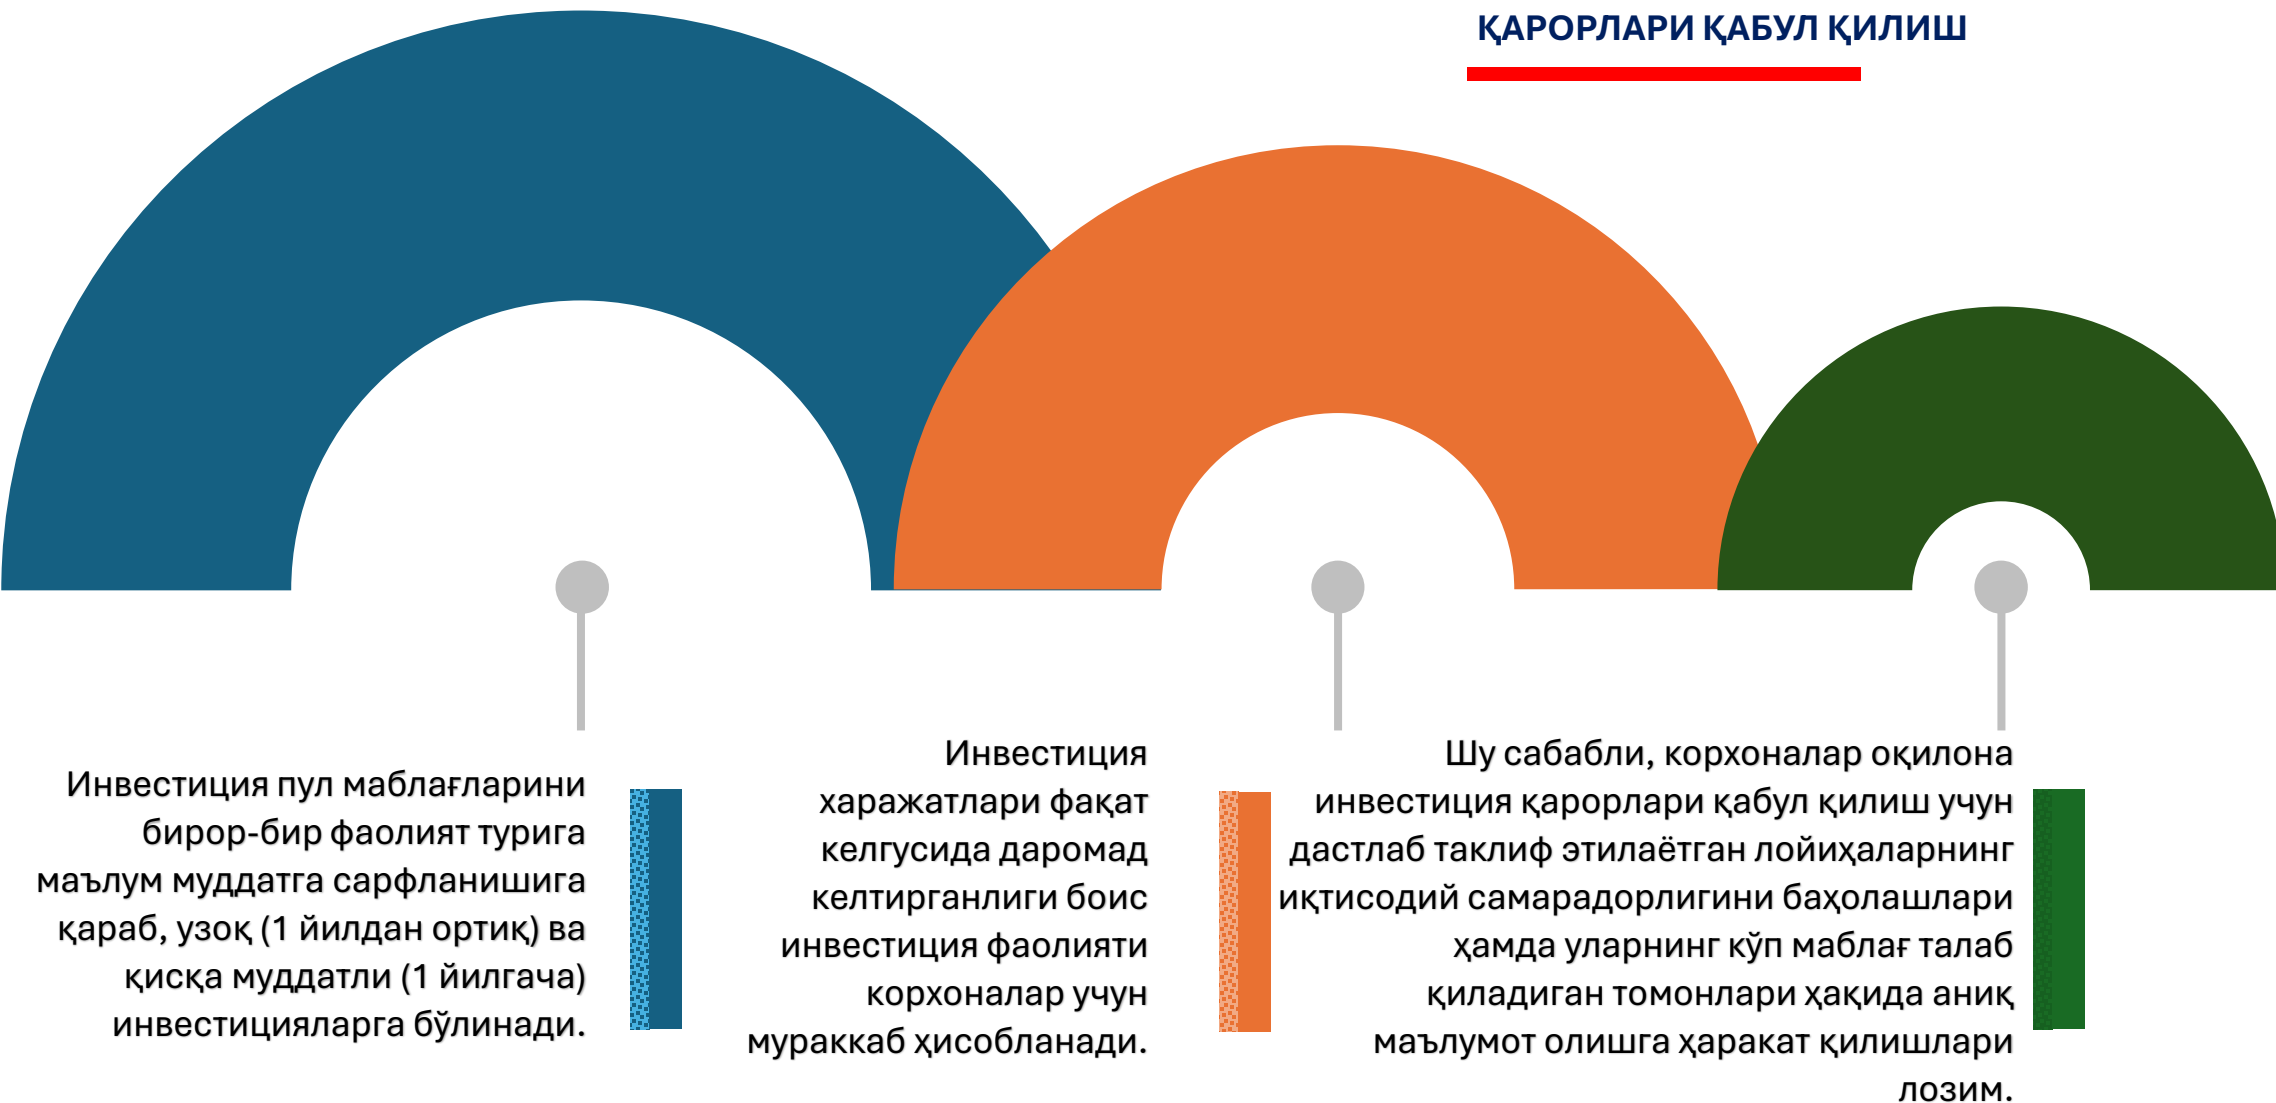 ҚАРОРЛАРИ ҚАБУЛ ҚИЛИШ
Инвестиция пул маблағларини
бирор-бир фаолият турига
маълум муддатга сарфланишига
қараб, узоқ (1 йилдан ортиқ) ва
қисқа муддатли (1 йилгача)
инвестицияларга бўлинади.
Инвестиция
харажатлари фақат
келгусида даромад
келтирганлиги боис
инвестиция фаолияти
корхоналар учун
мураккаб ҳисобланади.
Шу сабабли, корхоналар оқилона
инвестиция қарорлари қабул қилиш учун
дастлаб таклиф этилаётган лойиҳаларнинг
иқтисодий самарадорлигини баҳолашлари
ҳамда уларнинг кўп маблағ талаб
қиладиган томонлари ҳақида аниқ
маълумот олишга ҳаракат қилишлари
лозим.